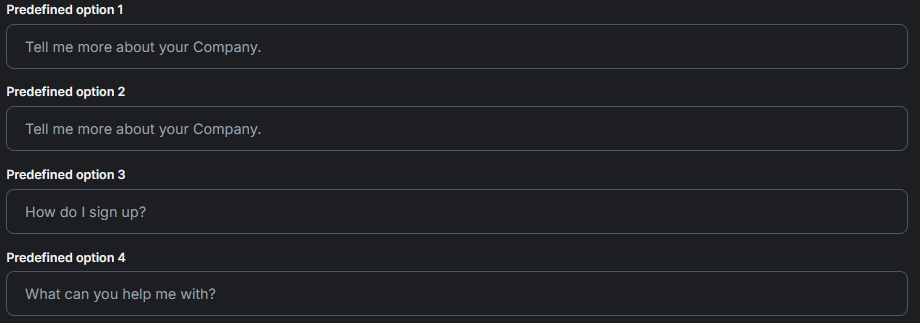 Predefined option 1
Tell me more about your Company.
Predefined option 2
Tell me more about your Company.
Predefined option 3
How do I sign up?
Predefined option 4
What can you help me with?